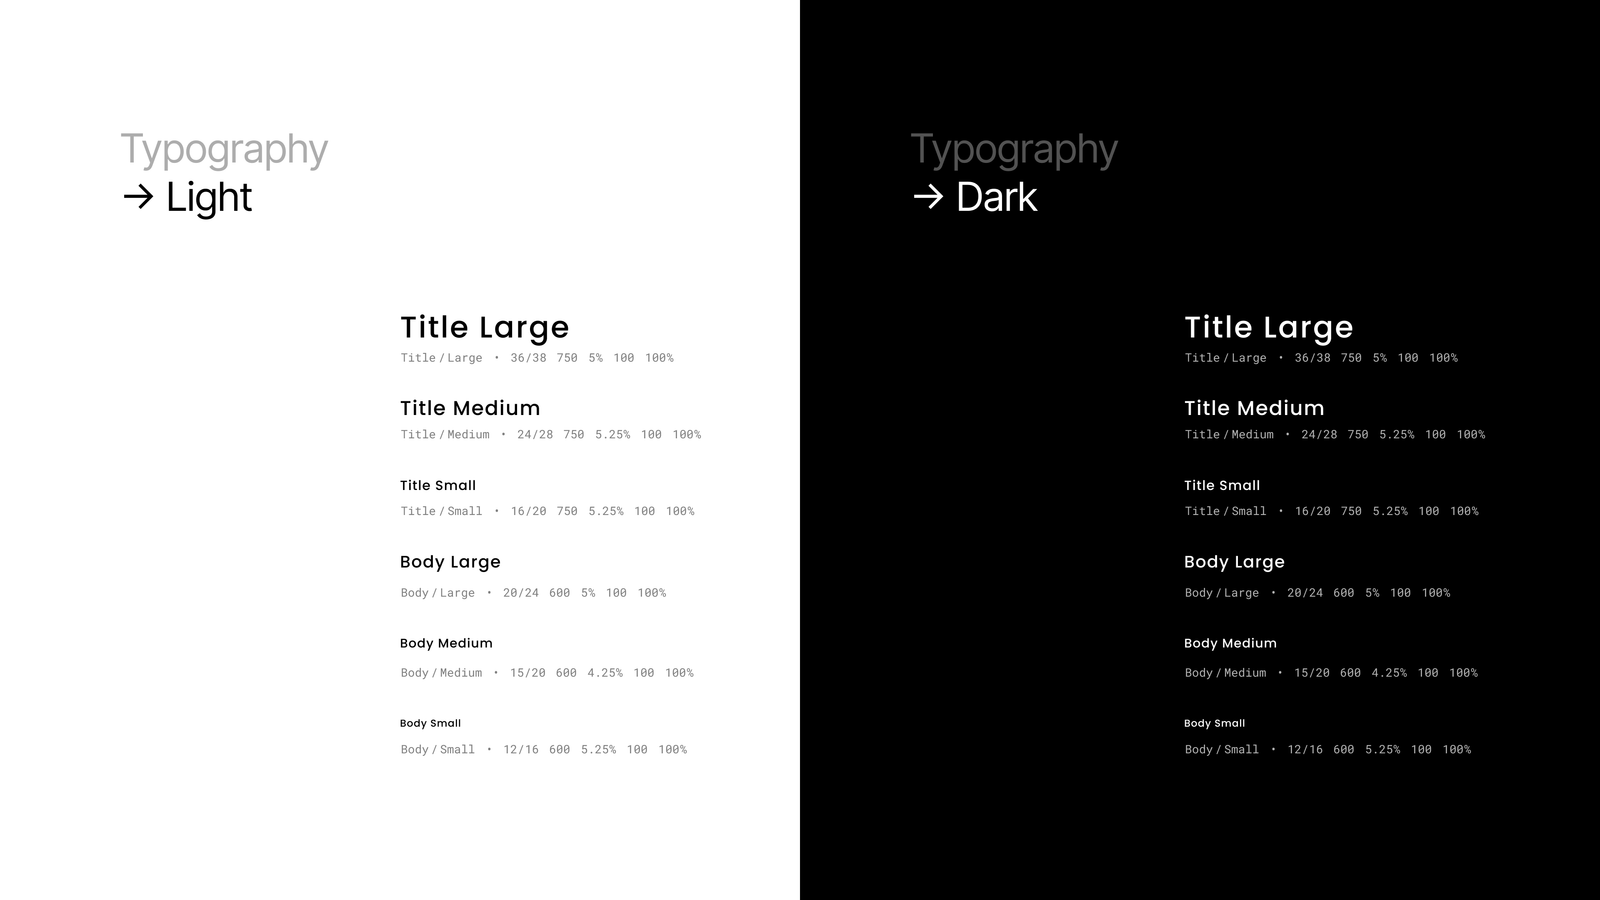 Typography
→ Light
Title Large
Title / Large • 36/38 750 5% 100 100%
Title Medium
Title / Medium • 24/28 750 5.25% 100 100%
Title Small
Title / Small • 16/20 750 5.25% 100 100%
Body Large
Body / Large • 20/24 600 5% 100 100%
Body Medium
Body / Medium • 15/20 600 4.25% 100 100%
Body Small
Body / Small • 12/16 600 5.25% 100 100%
Typography
→ Dark
Title Large
Title / Large • 36/38 750 5% 100 100%
Title Medium
Title / Medium • 24/28 750 5.25% 100 100%
Title Small
Title / Small • 16/20 750 5.25% 100 100%
Body Large
Body / Large • 20/24 600 5% 100 100%
Body Medium
Body / Medium • 15/20 600 4.25% 100 100%
Body Small
Body / Small • 12/16 600 5.25% 100 100%